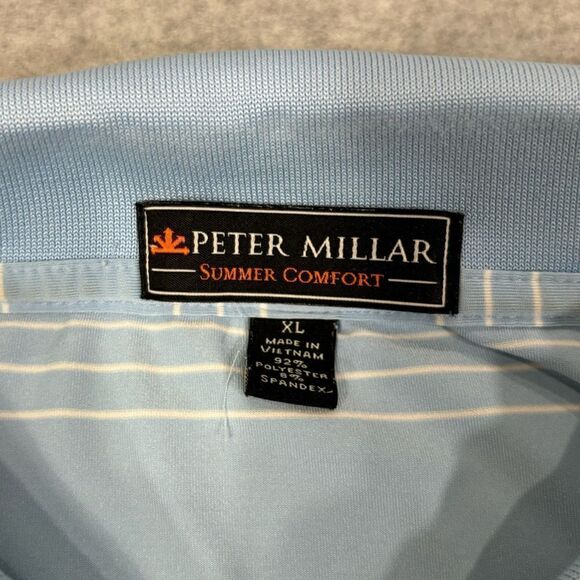 PETER MILLAR
SUMMER COMFORT
XL
MADE IN
VIETNAM
92%
POLYESTER
8%
SPANDEX